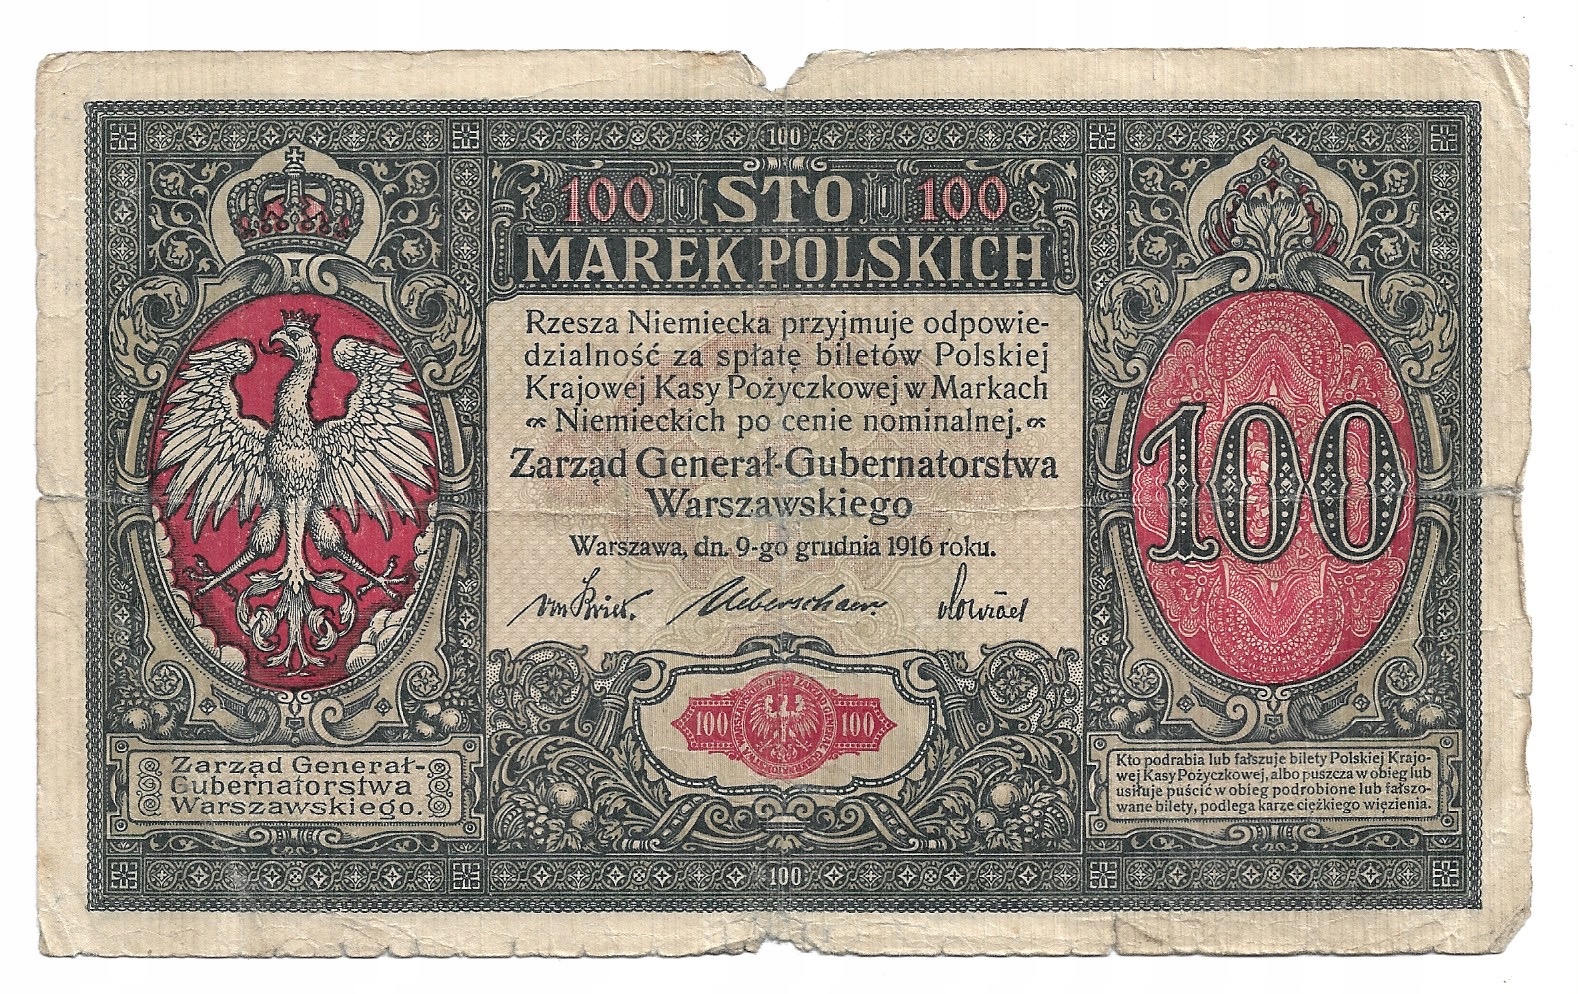 100
100 STO 100
MAREK POLSKICH
Rzesza Niemiecka przyjmuje odpowie-
dzialność za spłatę biletów Polskiej
Krajowej Kasy Pożyczkowej w Markach
Niemieckich po cenie nominalnej.
Zarząd Generał-Gubernatorstwa
Warszawskiego
Warszawa, dn. 9-go grudnia 1916 roku.
100
100 100
Zarząd Generał-
Gubernatorstwa
Warszawskiego.
Kto podrabia lub fałszuje bilety Polskiej Krajo-
wej Kasy Pożyczkowej, albo puszcza w obieg lub
usiłuje puścić w obieg podrobione lub fałszo-
wane bilety, podlega karze ciężkiego więzienia.
100